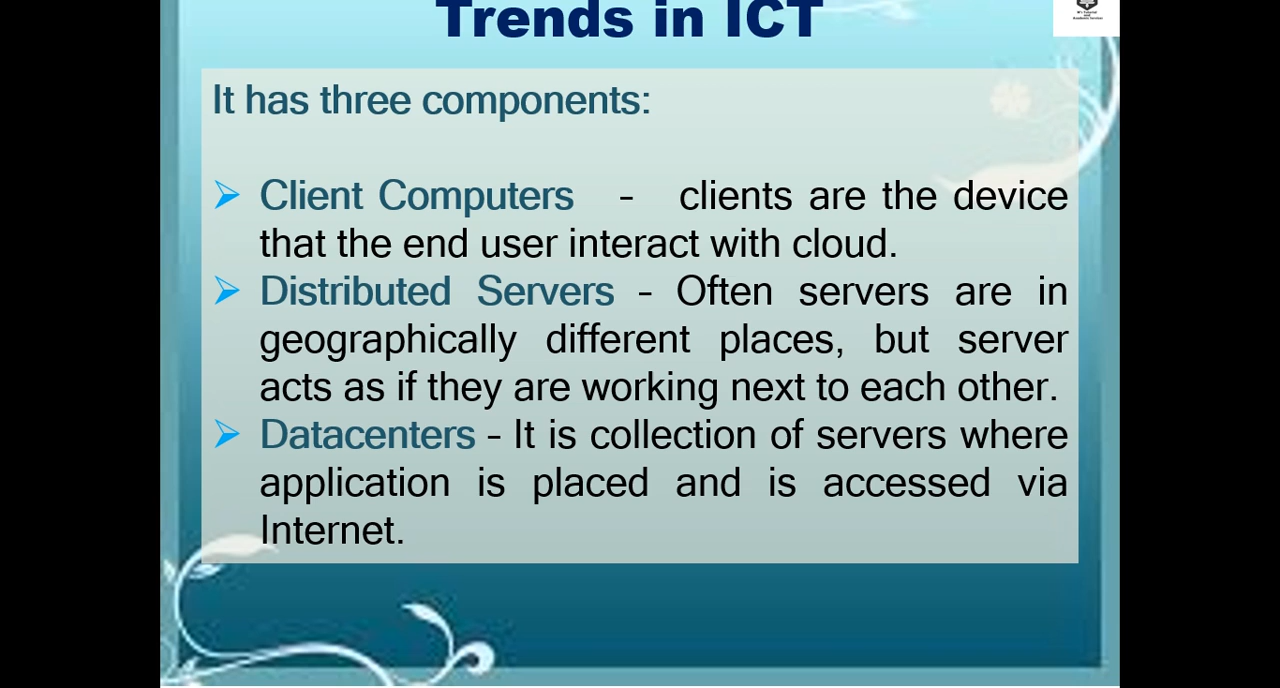 Trends in ICT
It has three components:
➢ Client Computers – clients are the device
that the end user interact with cloud.
➢ Distributed Servers – Often servers are in
geographically different places, but server
acts as if they are working next to each other.
➢ Datacenters – It is collection of servers where
application is placed and is accessed via
Internet.